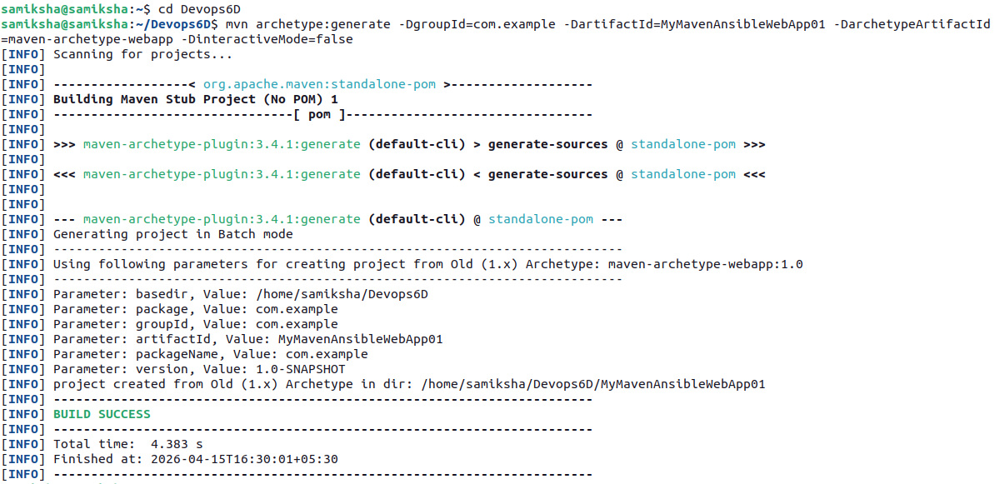 samiksha@samiksha:~$ cd Devops6D
samiksha@samiksha:~/Devops6D$ mvn archetype:generate -DgroupId=com.example -DartifactId=MyMavenAnsibleWebApp01 -DarchetypeArtifactId
=maven-archetype-webapp -DinteractiveMode=false
[INFO] Scanning for projects...
[INFO]
[INFO] ------------------< org.apache.maven:standalone-pom >-------------------
[INFO] Building Maven Stub Project (No POM) 1
[INFO] --------------------------------[ pom ]---------------------------------
[INFO]
[INFO] >>> maven-archetype-plugin:3.4.1:generate (default-cli) > generate-sources @ standalone-pom >>>
[INFO]
[INFO] <<< maven-archetype-plugin:3.4.1:generate (default-cli) < generate-sources @ standalone-pom <<<
[INFO]
[INFO]
[INFO] --- maven-archetype-plugin:3.4.1:generate (default-cli) @ standalone-pom ---
[INFO] Generating project in Batch mode
[INFO] ----------------------------------------------------------------------------
[INFO] Using following parameters for creating project from Old (1.x) Archetype: maven-archetype-webapp:1.0
[INFO] ----------------------------------------------------------------------------
[INFO] Parameter: basedir, Value: /home/samiksha/Devops6D
[INFO] Parameter: package, Value: com.example
[INFO] Parameter: groupId, Value: com.example
[INFO] Parameter: artifactId, Value: MyMavenAnsibleWebApp01
[INFO] Parameter: packageName, Value: com.example
[INFO] Parameter: version, Value: 1.0-SNAPSHOT
[INFO] project created from Old (1.x) Archetype in dir: /home/samiksha/Devops6D/MyMavenAnsibleWebApp01
[INFO] ------------------------------------------------------------------------
[INFO] BUILD SUCCESS
[INFO] ------------------------------------------------------------------------
[INFO] Total time:  4.383 s
[INFO] Finished at: 2026-04-15T16:30:01+05:30
[INFO] ------------------------------------------------------------------------